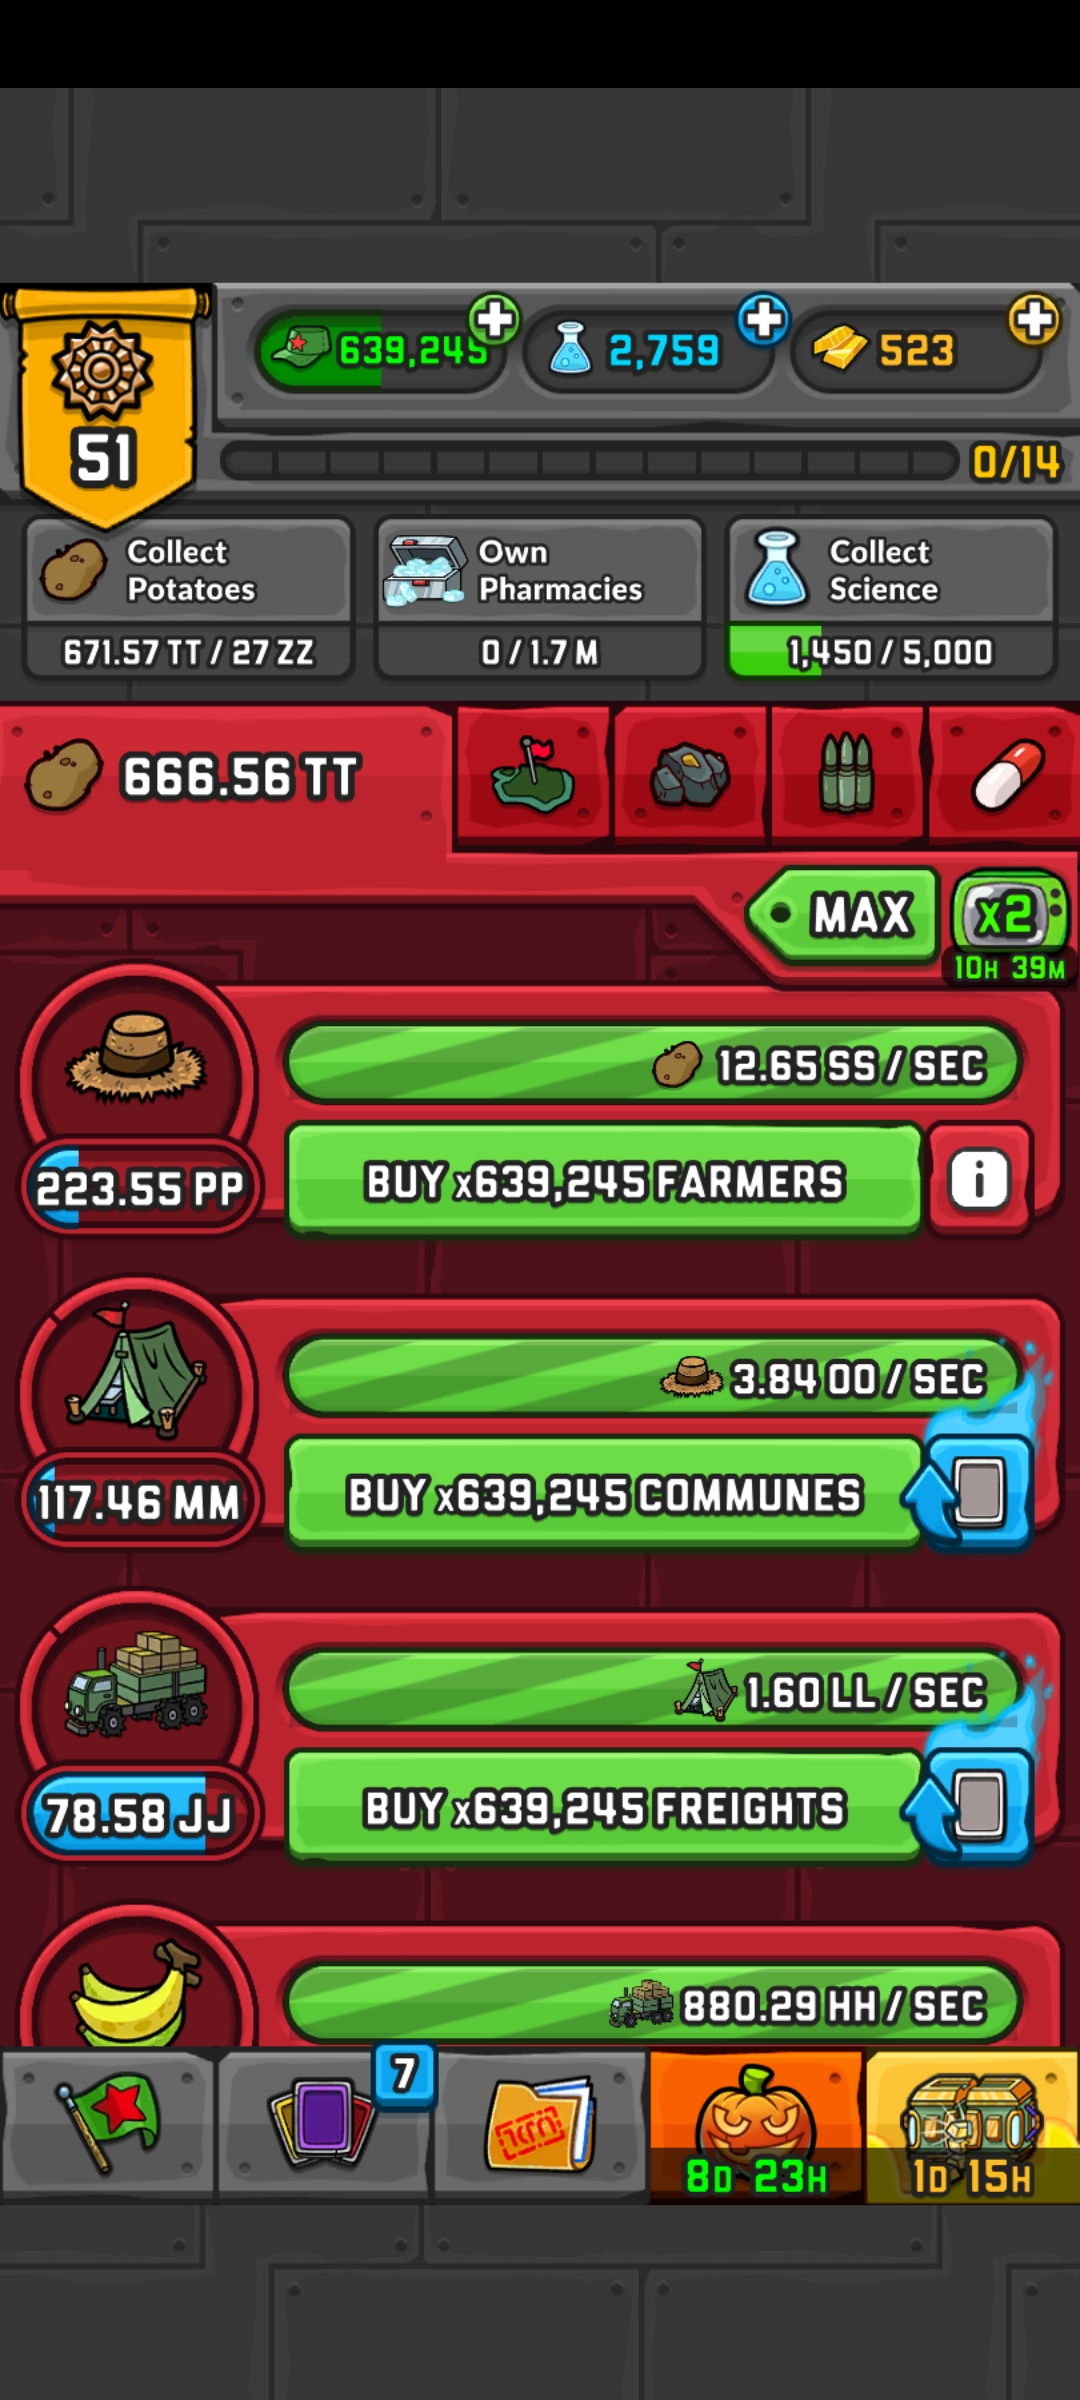 51
639,245
2,759
523
0/14
Collect
Potatoes
671.57 TT / 27 ZZ
Own
Pharmacies
0 / 1.7 M
Collect
Science
1,450 / 5,000
666.56 TT
MAX
x2
10H 39M
12.65 SS / SEC
223.55 PP
BUY x639,245 FARMERS
i
3.84 OO / SEC
117.46 MM
BUY x639,245 COMMUNES
1.60 LL / SEC
78.58 JJ
BUY x639,245 FREIGHTS
880.29 HH / SEC
7
8D 23H
1D 15H